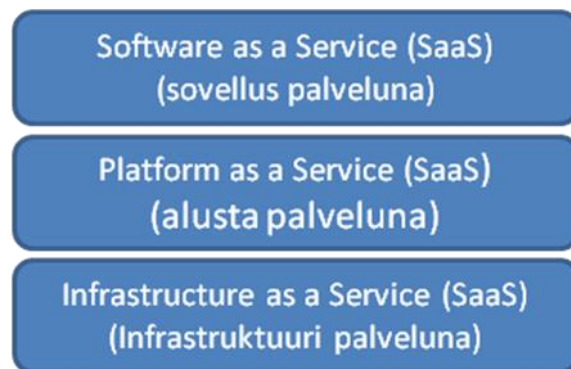 Software as a Service (SaaS)
(sovellus palveluna)
Platform as a Service (SaaS)
(alusta palveluna)
Infrastructure as a Service (SaaS)
(Infrastruktuuri palveluna)